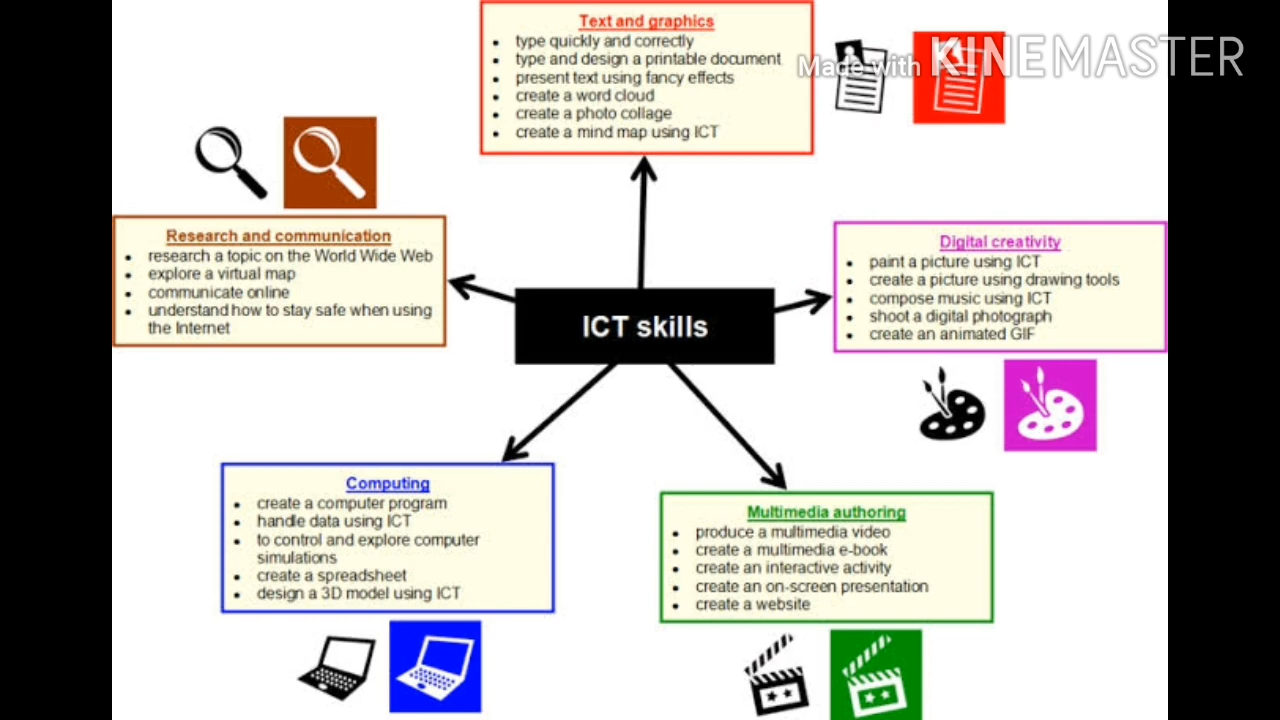 Text and graphics
• type quickly and correctly
• type and design a printable document
• present text using fancy effects
• create a word cloud
• create a photo collage
• create a mind map using ICT
Made with KINEMASTER
Research and communication
• research a topic on the World Wide Web
• explore a virtual map
• communicate online
• understand how to stay safe when using
the Internet
Digital creativity
• paint a picture using ICT
• create a picture using drawing tools
• compose music using ICT
• shoot a digital photograph
• create an animated GIF
ICT skills
Computing
• create a computer program
• handle data using ICT
• to control and explore computer
simulations
• create a spreadsheet
• design a 3D model using ICT
Multimedia authoring
• produce a multimedia video
• create a multimedia e-book
• create an interactive activity
• create an on-screen presentation
• create a website